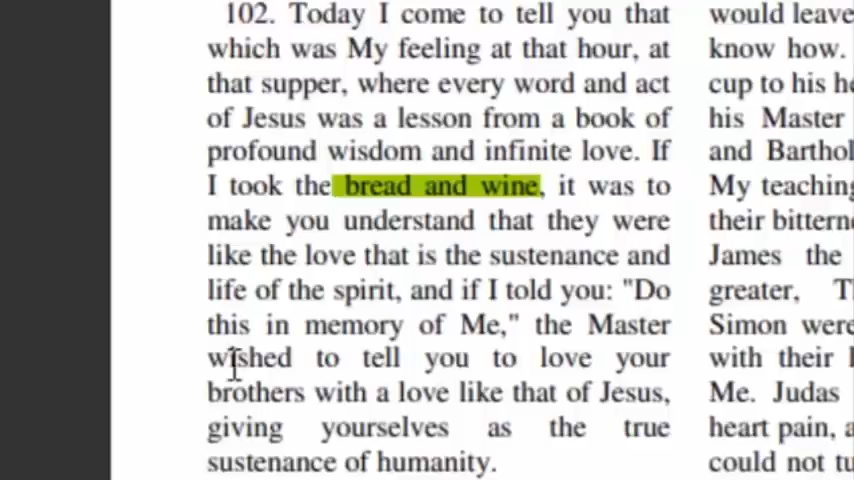 102. Today I come to tell you that
which was My feeling at that hour, at
that supper, where every word and act
of Jesus was a lesson from a book of
profound wisdom and infinite love. If
I took the bread and wine, it was to
make you understand that they were
like the love that is the sustenance and
life of the spirit, and if I told you: "Do
this in memory of Me," the Master
wished to tell you to love your
brothers with a love like that of Jesus,
giving yourselves as the true
sustenance of humanity.
would leave
know how.
cup to his
his Master
and
My
their
James the
greater,
Simon were
with their
Me. Judas
heart pain,
could not